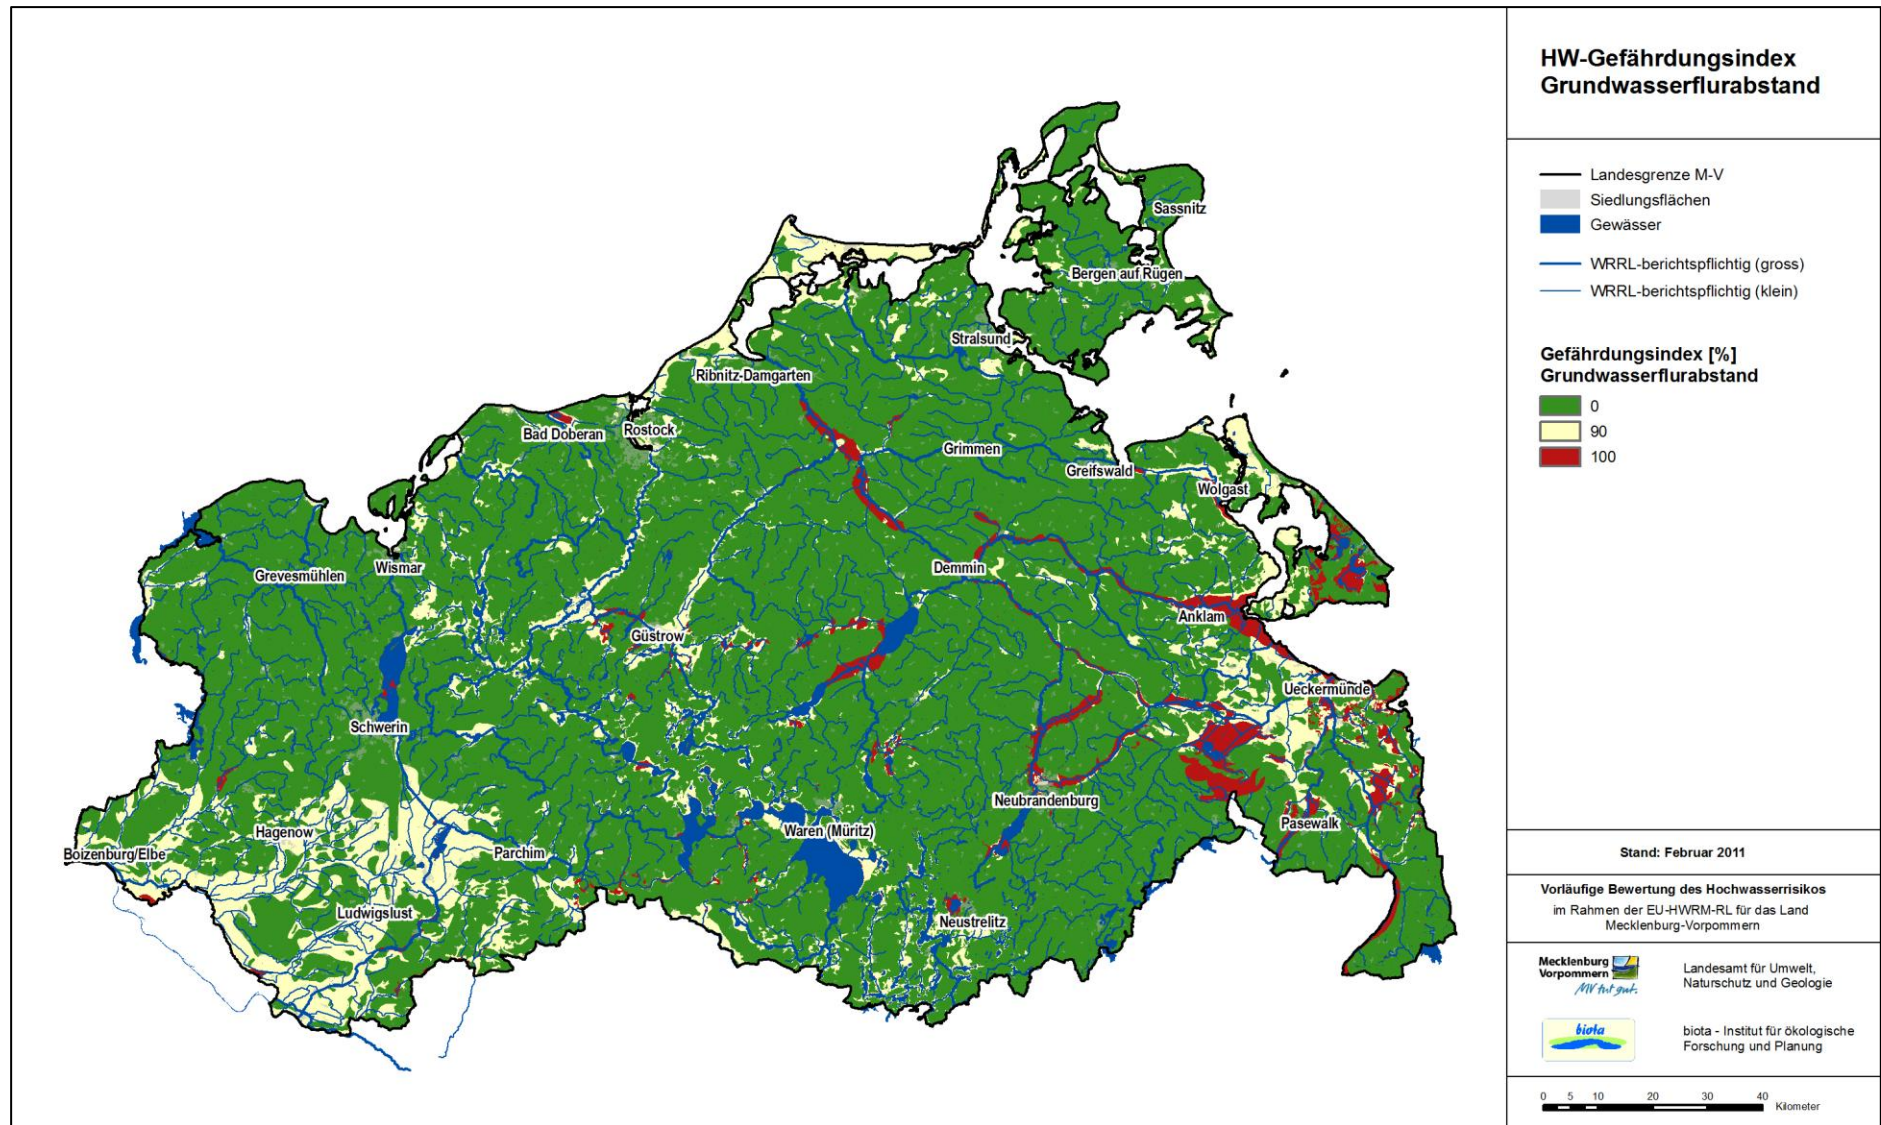 HW-Gefährdungsindex
Grundwasserflurabstand
Landesgrenze M-V
Siedlungsflächen
Gewässer
WRRL-berichtspflichtig (gross)
WRRL-berichtspflichtig (klein)
Gefährdungsindex [%]
Grundwasserflurabstand
0
90
100
Sassnitz
Bergen auf Rügen
Stralsund
Ribnitz-Damgarten
Bad Doberan
Rostock
Grimmen
Greifswald
Wolgast
Wismar
Grevesmühlen
Demmin
Anklam
Güstrow
Ueckermünde
Schwerin
Neubrandenburg
Pasewalk
Hagenow
Waren (Müritz)
Boizenburg/Elbe
Parchim
Ludwigslust
Neustrelitz
Stand: Februar 2011
Vorläufige Bewertung des Hochwasserrisikos
im Rahmen der EU-HWRM-RL für das Land
Mecklenburg-Vorpommern
Mecklenburg
Vorpommern
MV tut gut.
Landesamt für Umwelt,
Naturschutz und Geologie
biota
biota - Institut für ökologische
Forschung und Planung
0 5 10 20 30 40
Kilometer